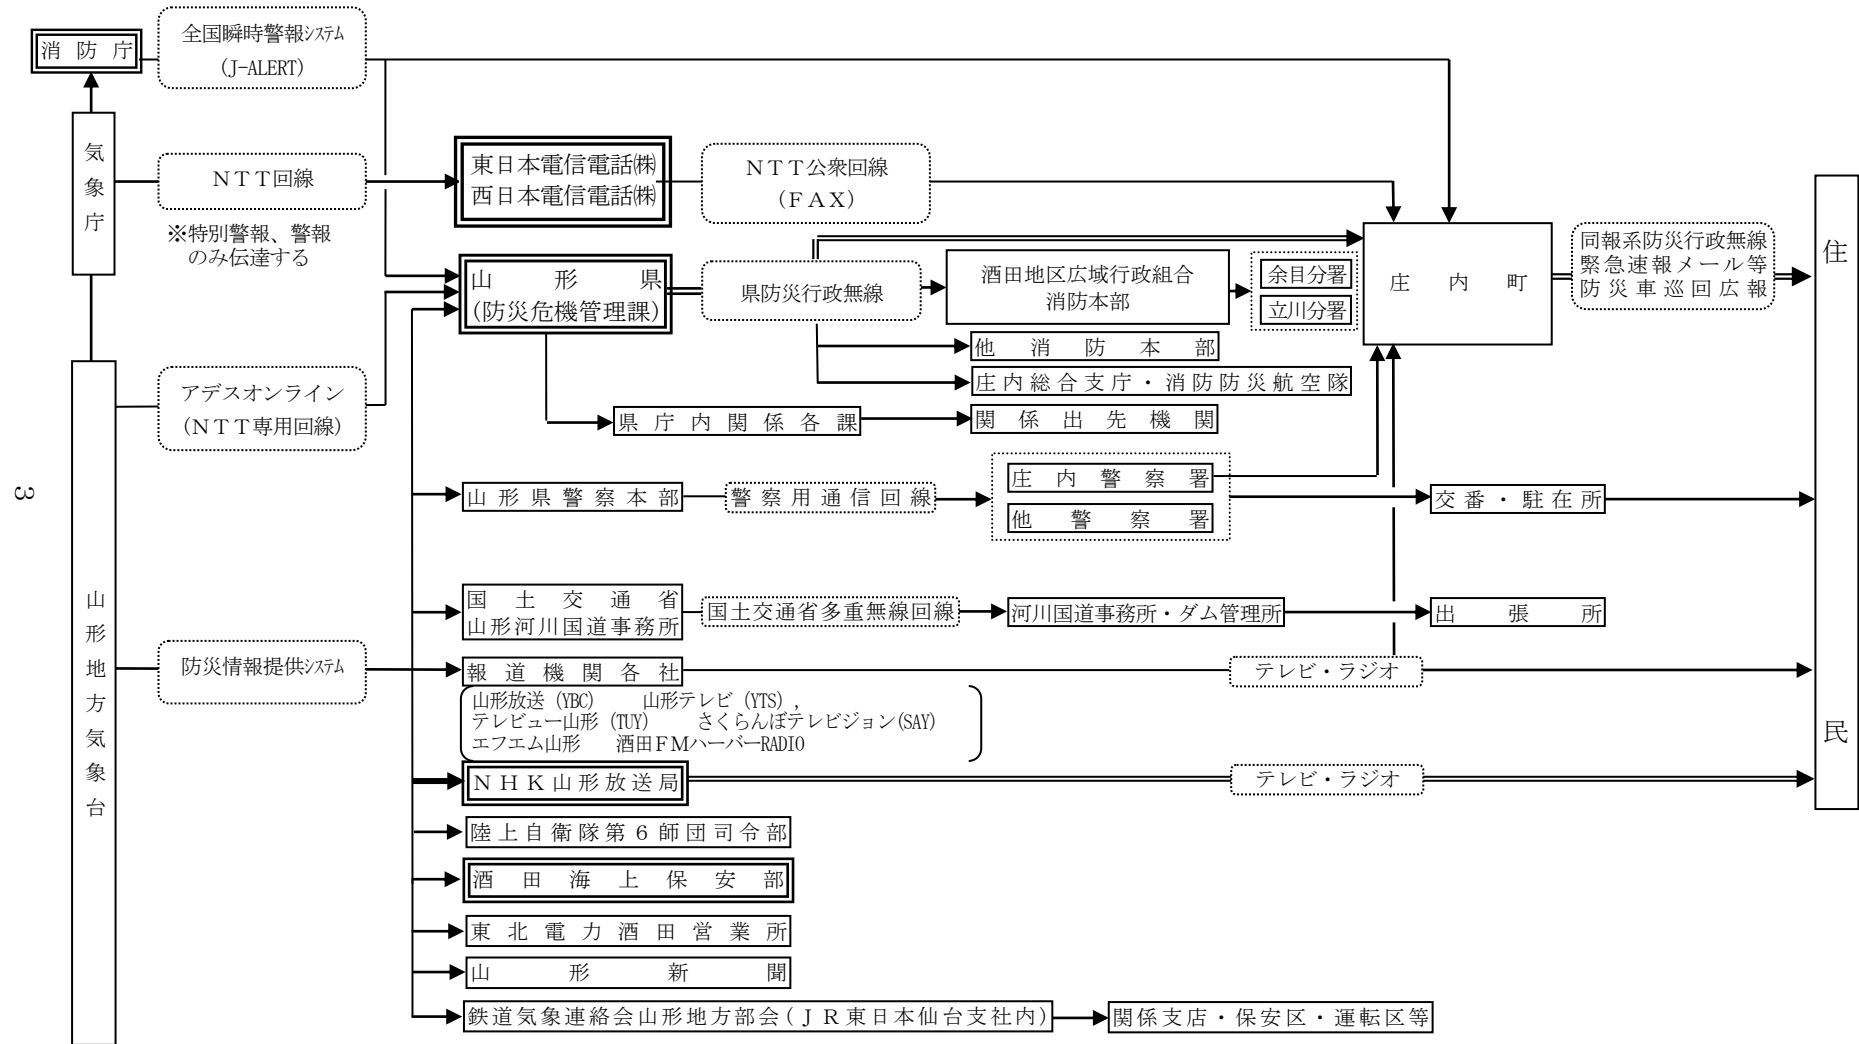 消防庁
全国瞬時警報ｼｽﾃﾑ
(J-ALERT)
気象庁
NTT回線
※特別警報、警報
のみ伝達する
東日本電信電話㈱
西日本電信電話㈱
NTT公衆回線
(FAX)
山形県
(防災危機管理課)
県防災行政無線
酒田地区広域行政組合
消防本部
余目分署
立川分署
庄内町
同報系防災行政無線
緊急速報メール等
防災車巡回広報
住民
他消防本部
庄内総合支庁・消防防災航空隊
アデスオンライン
(NTT専用回線)
県庁内関係各課
関係出先機関
3
山形地方気象台
山形県警察本部
警察用通信回線
庄内警察署
他警察署
交番・駐在所
国土交通省
山形河川国道事務所
国土交通省多重無線回線
河川国道事務所・ダム管理所
出張所
防災情報提供ｼｽﾃﾑ
報道機関各社
テレビ・ラジオ
山形放送(YBC) 山形テレビ(YTS),
テレビュー山形(TUY) さくらんぼテレビジョン(SAY)
エフエム山形 酒田FMハーバーRADIO
NHK山形放送局
テレビ・ラジオ
陸上自衛隊第6師団司令部
酒田海上保安部
東北電力酒田営業所
山形新聞
鉄道気象連絡会山形地方部会(JR東日本仙台支社内)
関係支店・保安区・運転区等